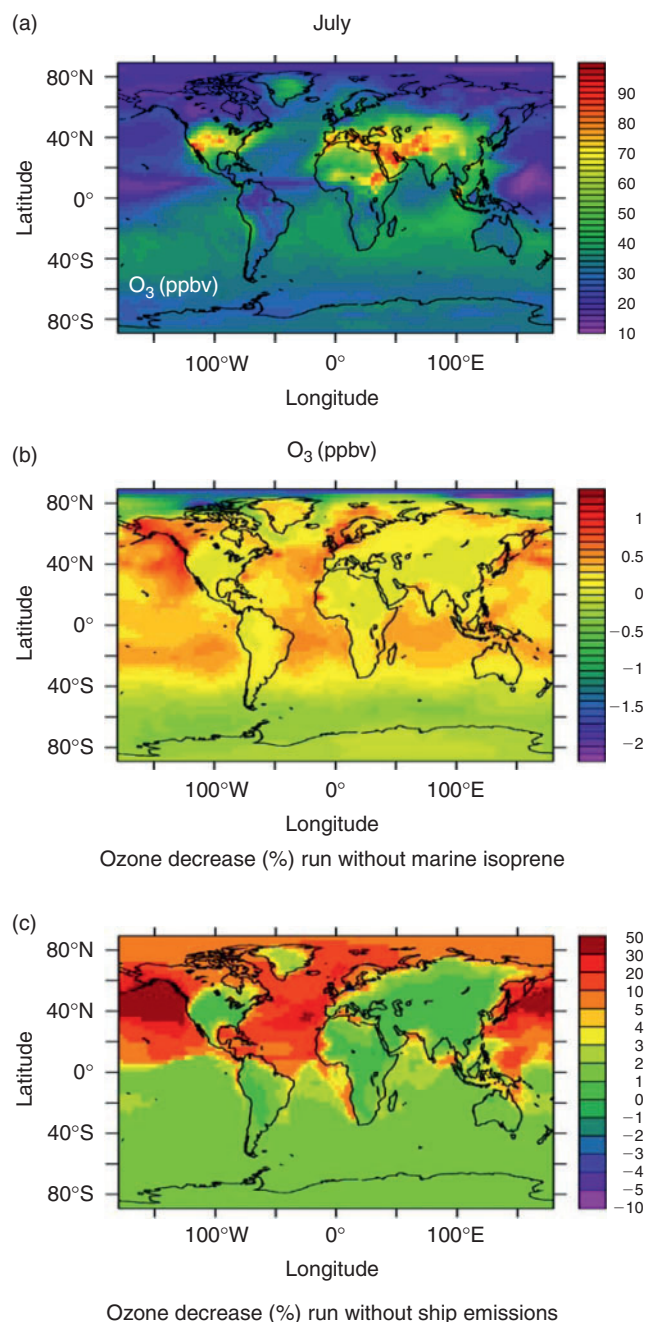 (a)
July
80°N
40°N
0°
40°S
80°S
Latitude
O₃ (ppbv)
90
80
70
60
50
40
30
20
10
100°W 0° 100°E
Longitude
(b)
O₃ (ppbv)
80°N
40°N
0°
40°S
80°S
Latitude
1
0.5
0
−0.5
−1
−1.5
−2
100°W 0° 100°E
Longitude
Ozone decrease (%) run without marine isoprene
(c)
80°N
40°N
0°
40°S
80°S
Latitude
50
30
20
10
5
4
3
2
1
0
−1
−2
−3
−4
−5
−10
100°W 0° 100°E
Longitude
Ozone decrease (%) run without ship emissions